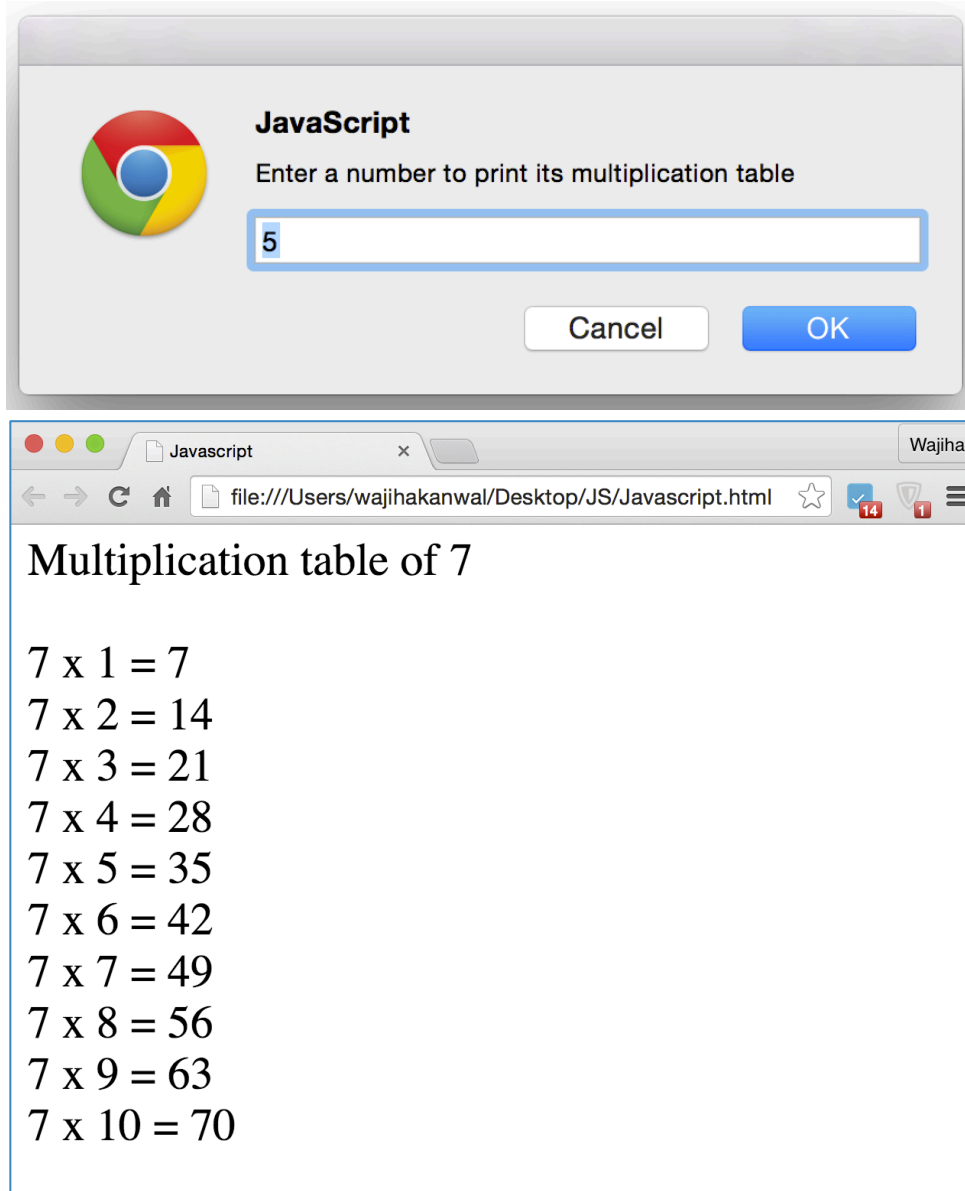 JavaScript
Enter a number to print its multiplication table
5
Cancel OK
Javascript × Wajiha
file:///Users/wajihakanwal/Desktop/JS/Javascript.html 14 1
Multiplication table of 7
7 x 1 = 7
7 x 2 = 14
7 x 3 = 21
7 x 4 = 28
7 x 5 = 35
7 x 6 = 42
7 x 7 = 49
7 x 8 = 56
7 x 9 = 63
7 x 10 = 70